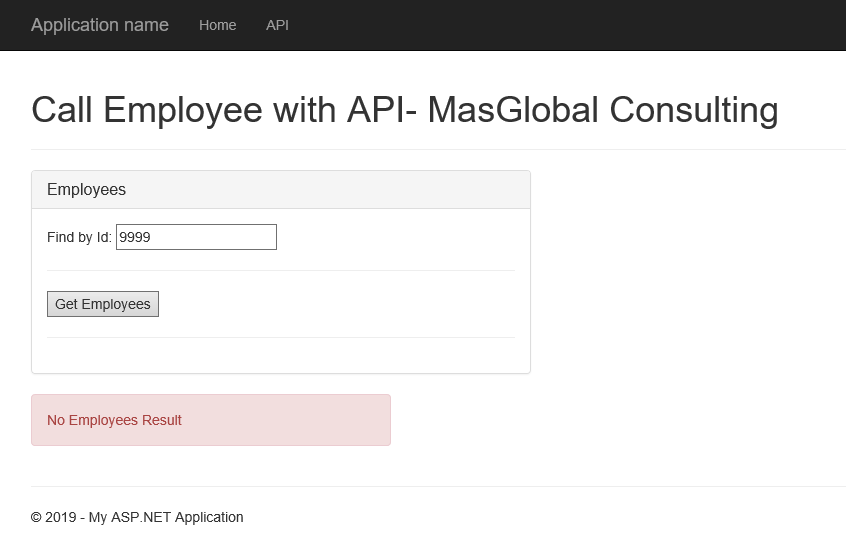 Application name Home API
Call Employee with API- MasGlobal Consulting
Employees
Find by Id: 9999
Get Employees
No Employees Result
© 2019 - My ASP.NET Application